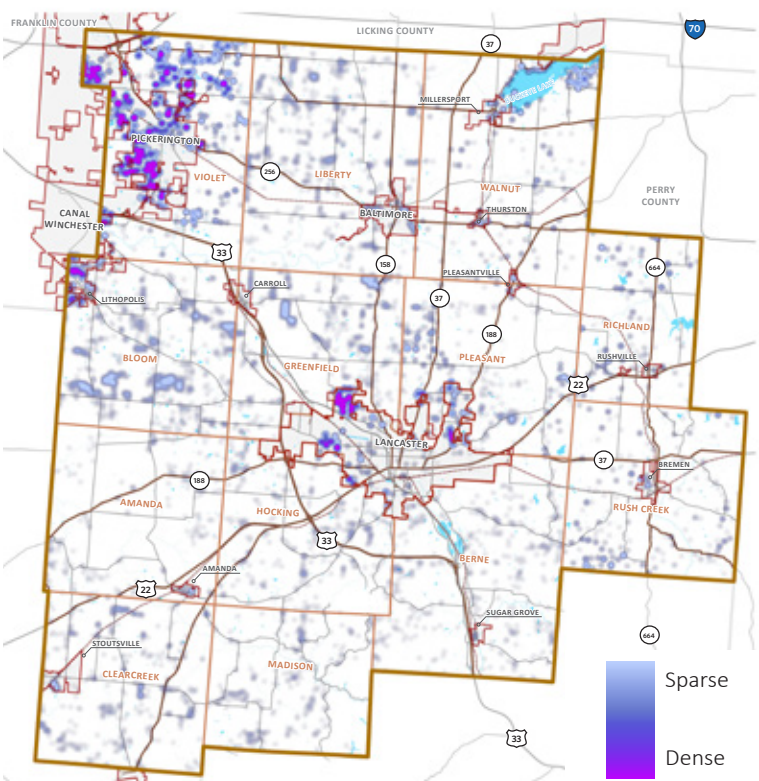 FRANKLIN COUNTY
LICKING COUNTY
70
37
MILLERSPORT
BUCKEYE LAKE
PICKERINGTON
VIOLET
256
LIBERTY
WALNUT
PERRY
COUNTY
CANAL
WINCHESTER
BALTIMORE
THURSTON
33
158
664
PLEASANTVILLE
CARROLL
LITHOPOLIS
37
188
RICHLAND
BLOOM
GREENFIELD
PLEASANT
RUSHVILLE
22
LANCASTER
37
BREMEN
188
AMANDA
HOCKING
RUSH CREEK
33
BERNE
AMANDA
22
SUGAR GROVE
664
STOUTSVILLE
CLEARCREEK
MADISON
33
Sparse
Dense